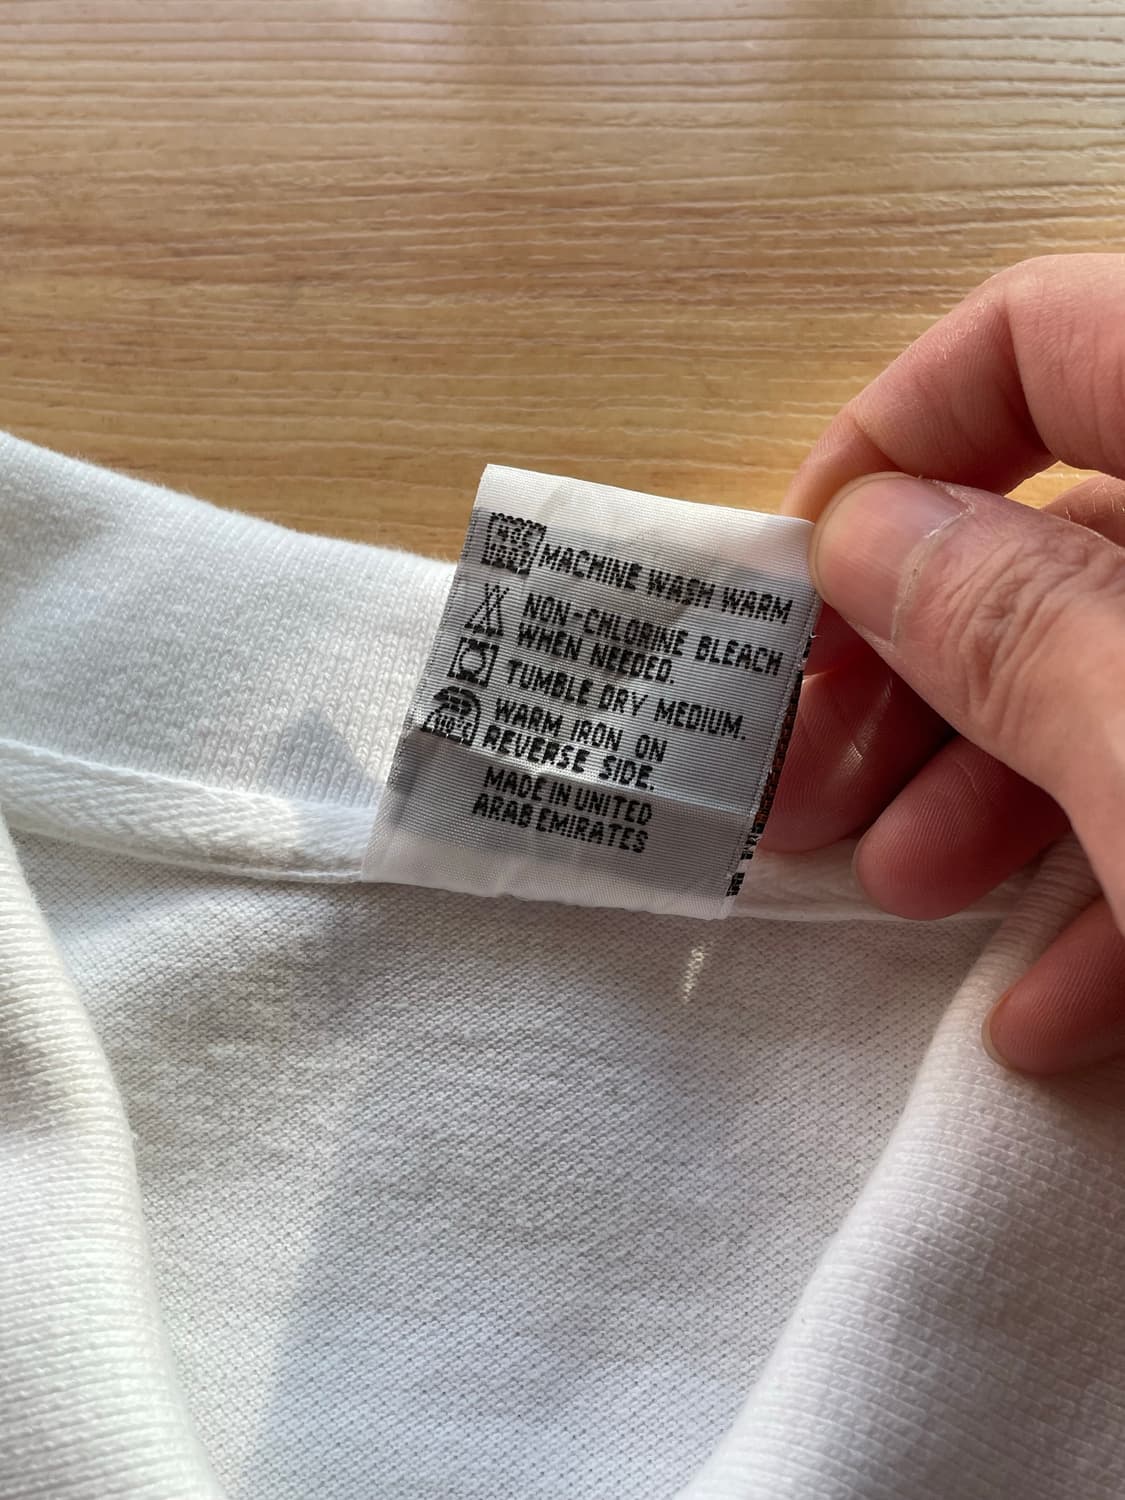 MACHINE WASH WARM
NON-CHLORINE BLEACH
WHEN NEEDED.
TUMBLE DRY MEDIUM.
WARM IRON ON
REVERSE SIDE.
MADE IN UNITED
ARAB EMIRATES